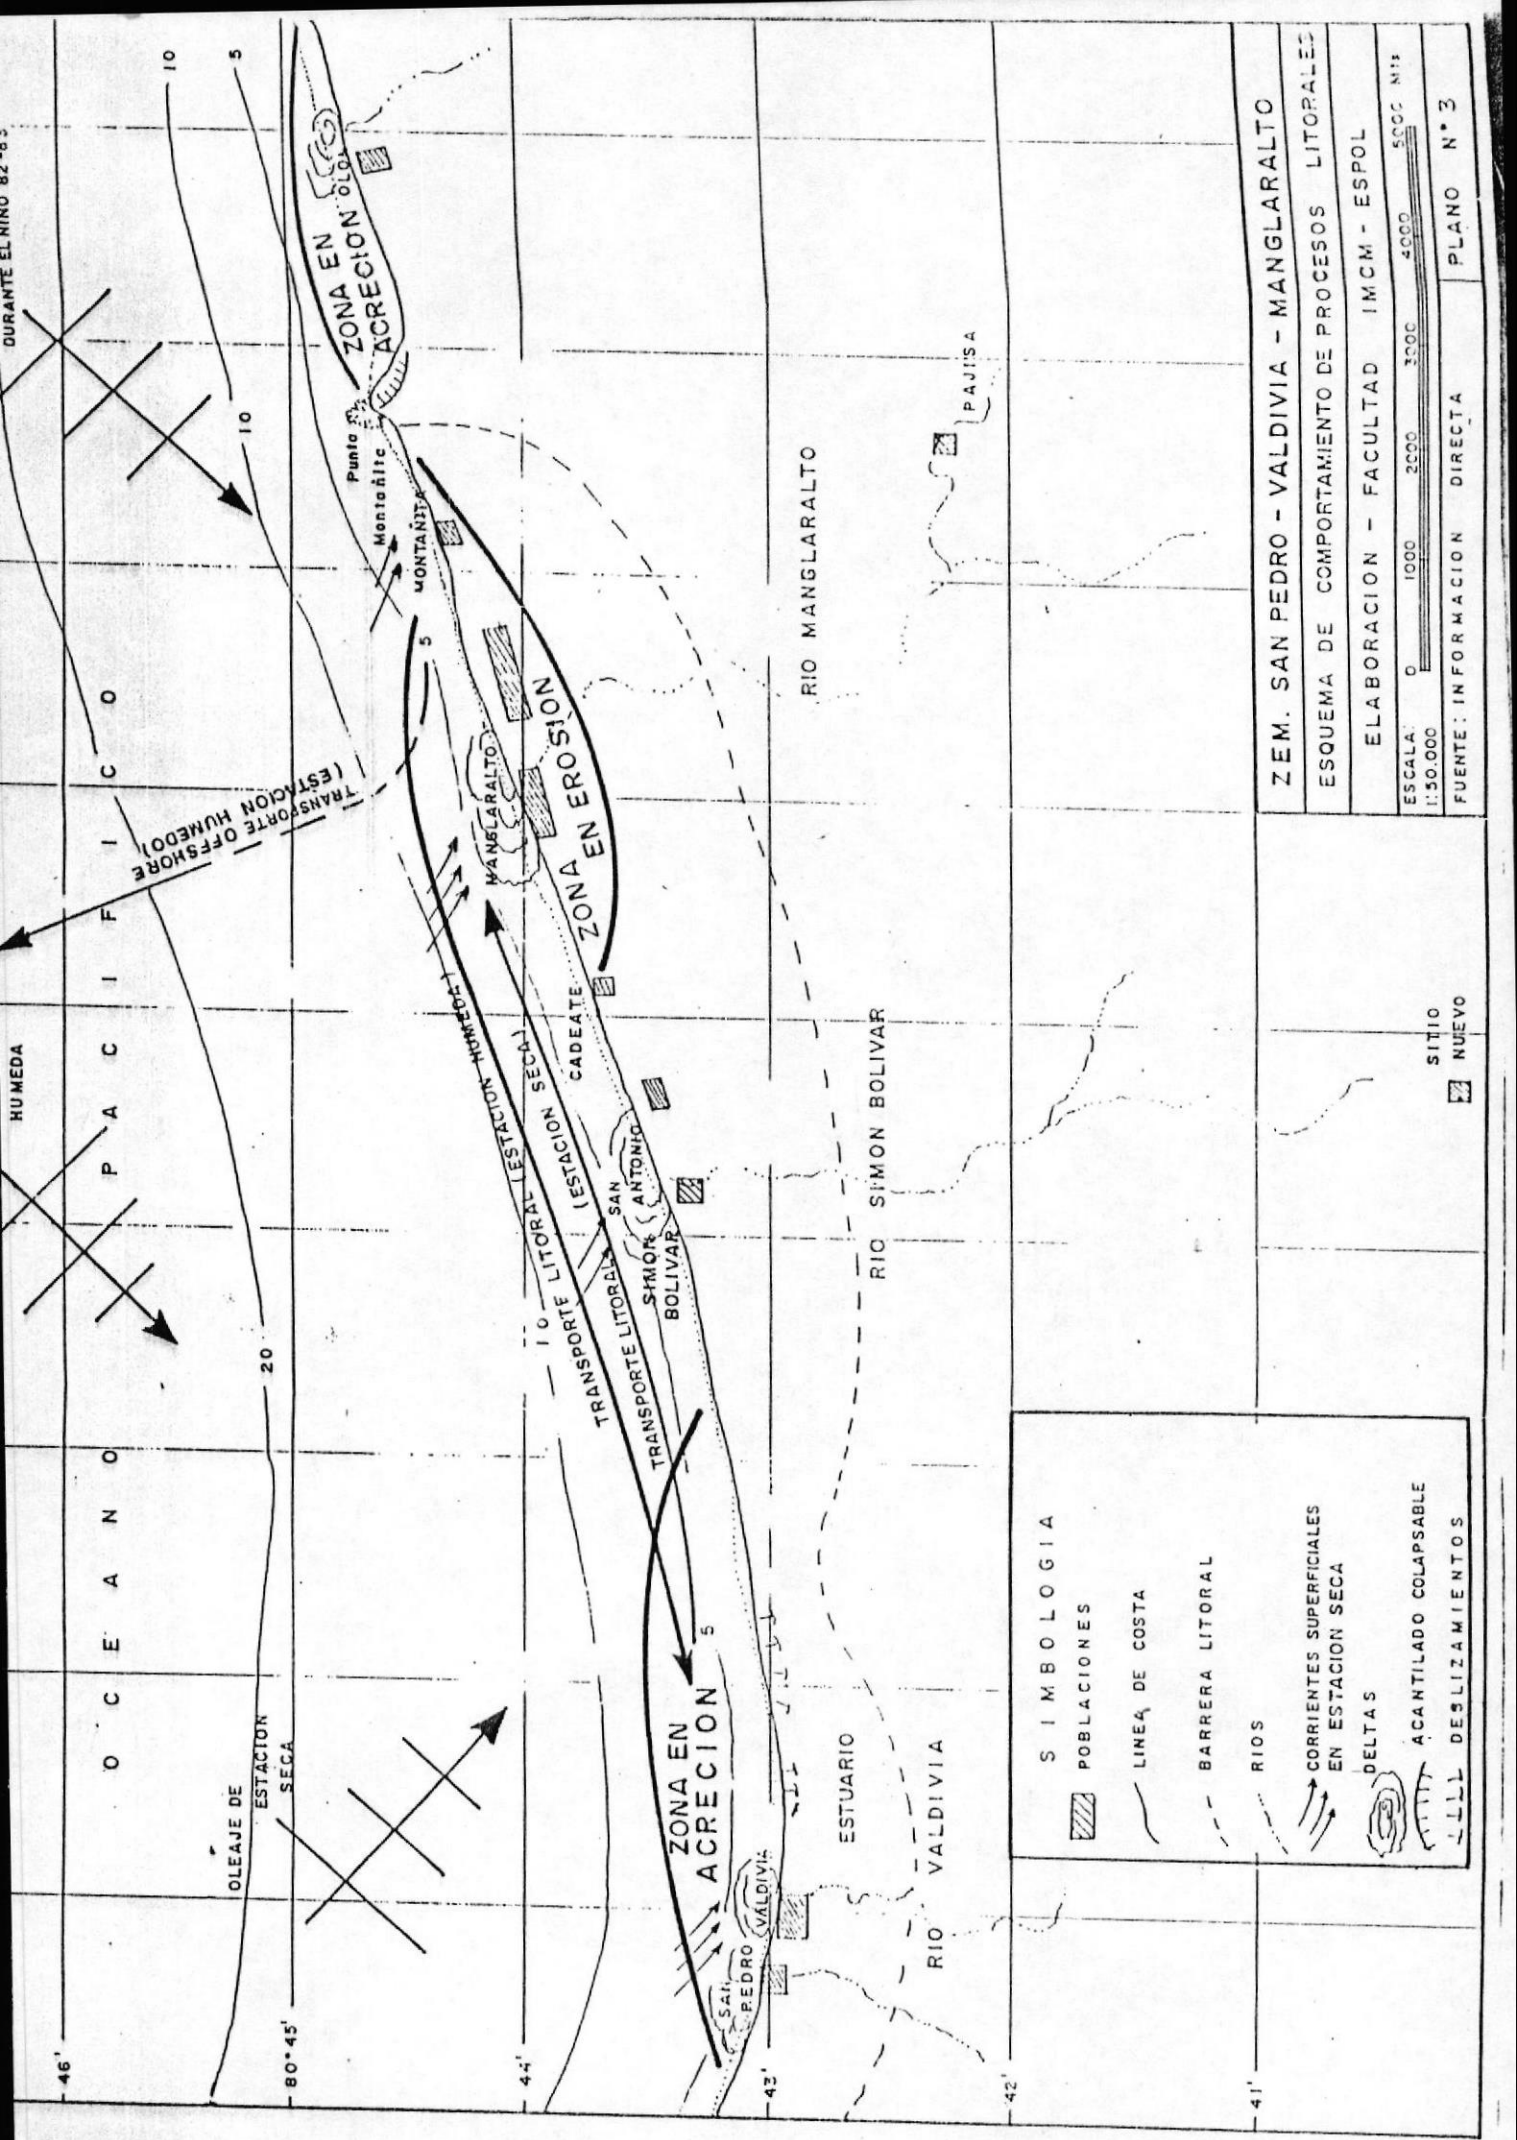 DURANTE EL NIÑO 82-83
HUMEDA
OLEAJE DE
ESTACION
SECA
OCEANO PACIFICO
TRANSPORTE OFFSHORE
(ESTACION HUMEDO)
10
5
10
20
10
5
5
46'
80°45'
44'
43'
42'
41'
ZONA EN
ACRECION
OLON
Punta
Montañita
MONTAÑITA
MANGLARALTO
ZONA EN EROSION
CADEATE
SAN
ANTONIO
SIMON
BOLIVAR
TRANSPORTE LITORAL (ESTACION HUMEDA)
TRANSPORTE LITORAL (ESTACION SECA)
ZONA EN
ACRECION
VALDIVIA
SAN
PEDRO
ESTUARIO
RIO VALDIVIA
RIO SIMON BOLIVAR
RIO MANGLARALTO
PAJISA
SITIO
NUEVO
SIMBOLOGIA
POBLACIONES
LINEA DE COSTA
BARRERA LITORAL
RIOS
CORRIENTES SUPERFICIALES
EN ESTACION SECA
DELTAS
ACANTILADO COLAPSABLE
DESLIZAMIENTOS
ZEM. SAN PEDRO - VALDIVIA - MANGLARALTO
ESQUEMA DE COMPORTAMIENTO DE PROCESOS LITORALES
ELABORACION - FACULTAD IMCM - ESPOL
ESCALA: 0 1000 2000 3000 4000 5000 Mts
1:50.000
FUENTE: INFORMACION DIRECTA
PLANO N° 3